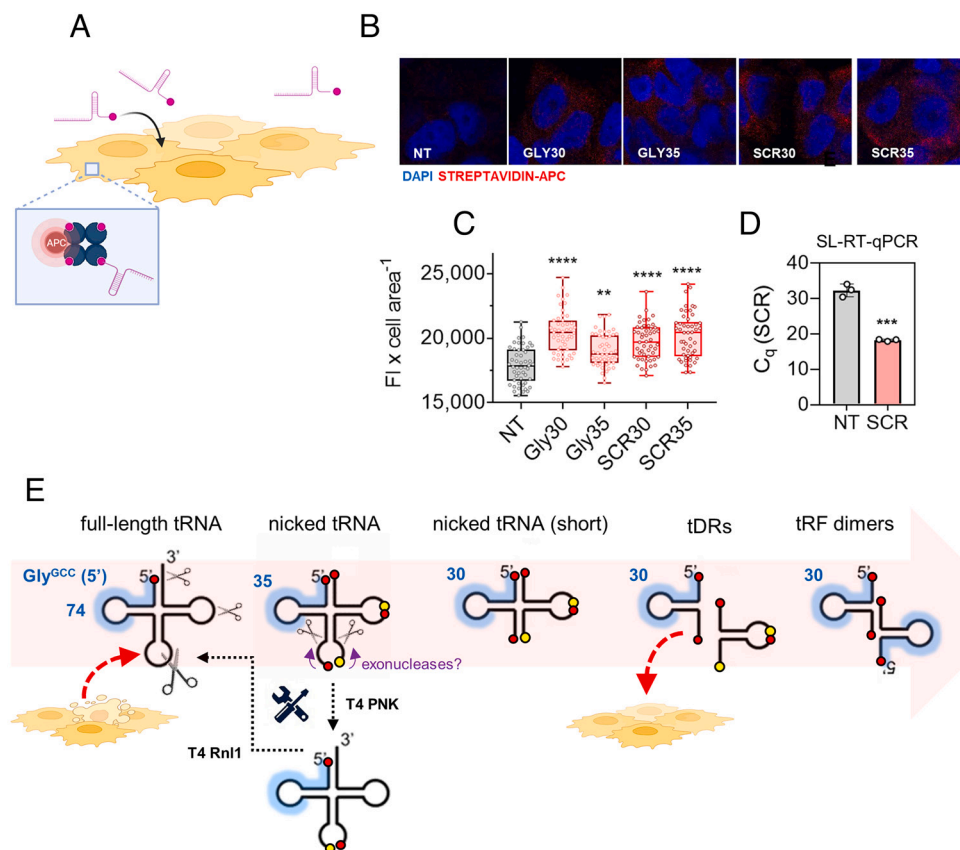 A
APC
B
NT
GLY30
GLY35
SCR30
SCR35
DAPI STREPTAVIDIN-APC
C
FI x cell area⁻¹
25,000
20,000
15,000
****
**
****
****
NT
Gly30
Gly35
SCR30
SCR35
D
SL-RT-qPCR
Cq (SCR)
40
30
20
10
0
***
NT SCR
E
full-length tRNA
nicked tRNA
nicked tRNA (short)
tDRs
tRF dimers
Gly^GCC (5’)
3’
5’
74
35
5’
30
5’
30
5’
30
5’
5’
exonucleases?
T4 PNK
T4 Rnl1
3’
5’